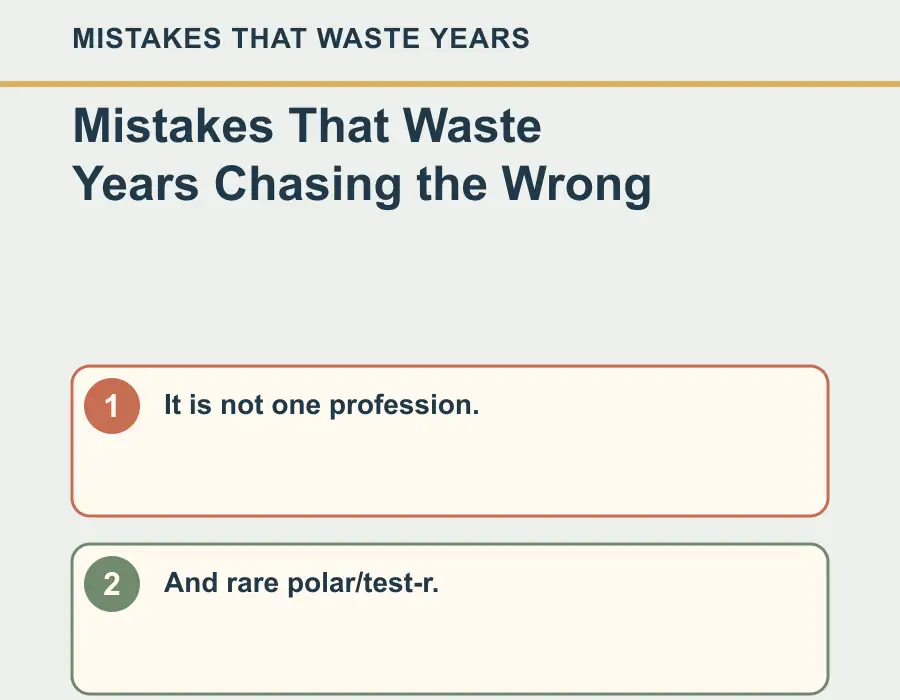 MISTAKES THAT WASTE YEARS
Mistakes That Waste
Years Chasing the Wrong
1 It is not one profession.
2 And rare polar/test-r.